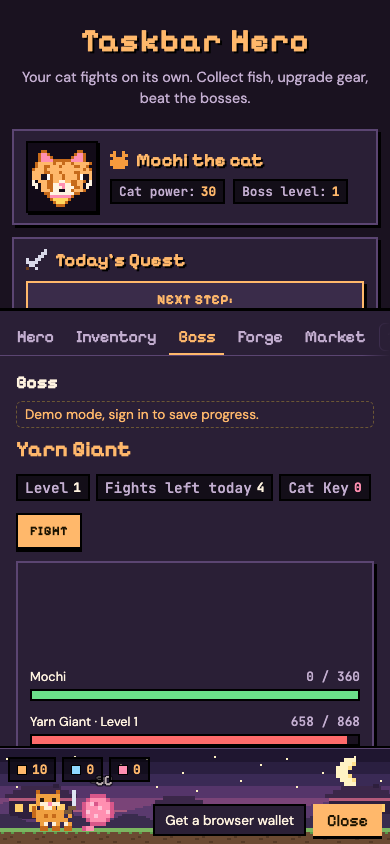 Taskbar Hero
Your cat fights on its own. Collect fish, upgrade gear,
beat the bosses.
Mochi the cat
Cat power: 30
Boss level: 1
Today's Quest
NEXT STEP:
Hero
Inventory
Boss
Forge
Market
Boss
Demo mode, sign in to save progress.
Yarn Giant
Level 1
Fights left today 4
Cat Key 0
FIGHT
Mochi
0 / 360
Yarn Giant · Level 1
658 / 868
10
0
0
Get a browser wallet
Close